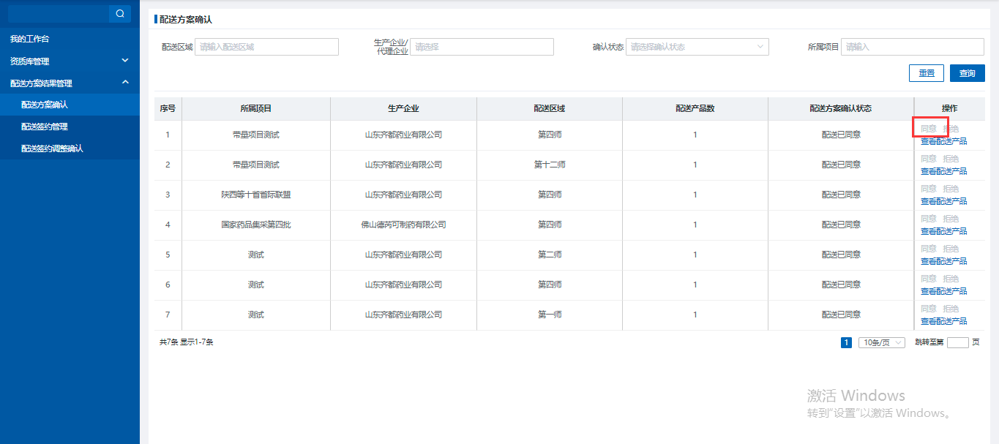 我的工作台
资质库管理
配送方案结果管理
配送方案确认
配送签约管理
配送签约调整确认
配送方案确认
配送区域 请输入配送区域
生产企业/
代理企业 请选择
确认状态 请选择确认状态
所属项目 请输入
重置 查询
序号 所属项目 生产企业 配送区域 配送产品数 配送方案确认状态 操作
1 带量项目测试 山东齐都药业有限公司 第四师 1 配送已同意 同意 拒绝
查看配送产品
2 带量项目测试 山东齐都药业有限公司 第十二师 1 配送已同意 同意 拒绝
查看配送产品
3 陕西等十省省际联盟 山东齐都药业有限公司 第四师 1 配送已同意 同意 拒绝
查看配送产品
4 国家药品集采第四批 佛山德芮可制药有限公司 第四师 1 配送已同意 同意 拒绝
查看配送产品
5 测试 山东齐都药业有限公司 第二师 1 配送已同意 同意 拒绝
查看配送产品
6 测试 山东齐都药业有限公司 第四师 1 配送已同意 同意 拒绝
查看配送产品
7 测试 山东齐都药业有限公司 第一师 1 配送已同意 同意 拒绝
查看配送产品
共7条 显示1-7条 1 10条/页 跳转至第 页
激活 Windows
转到“设置”以激活 Windows。